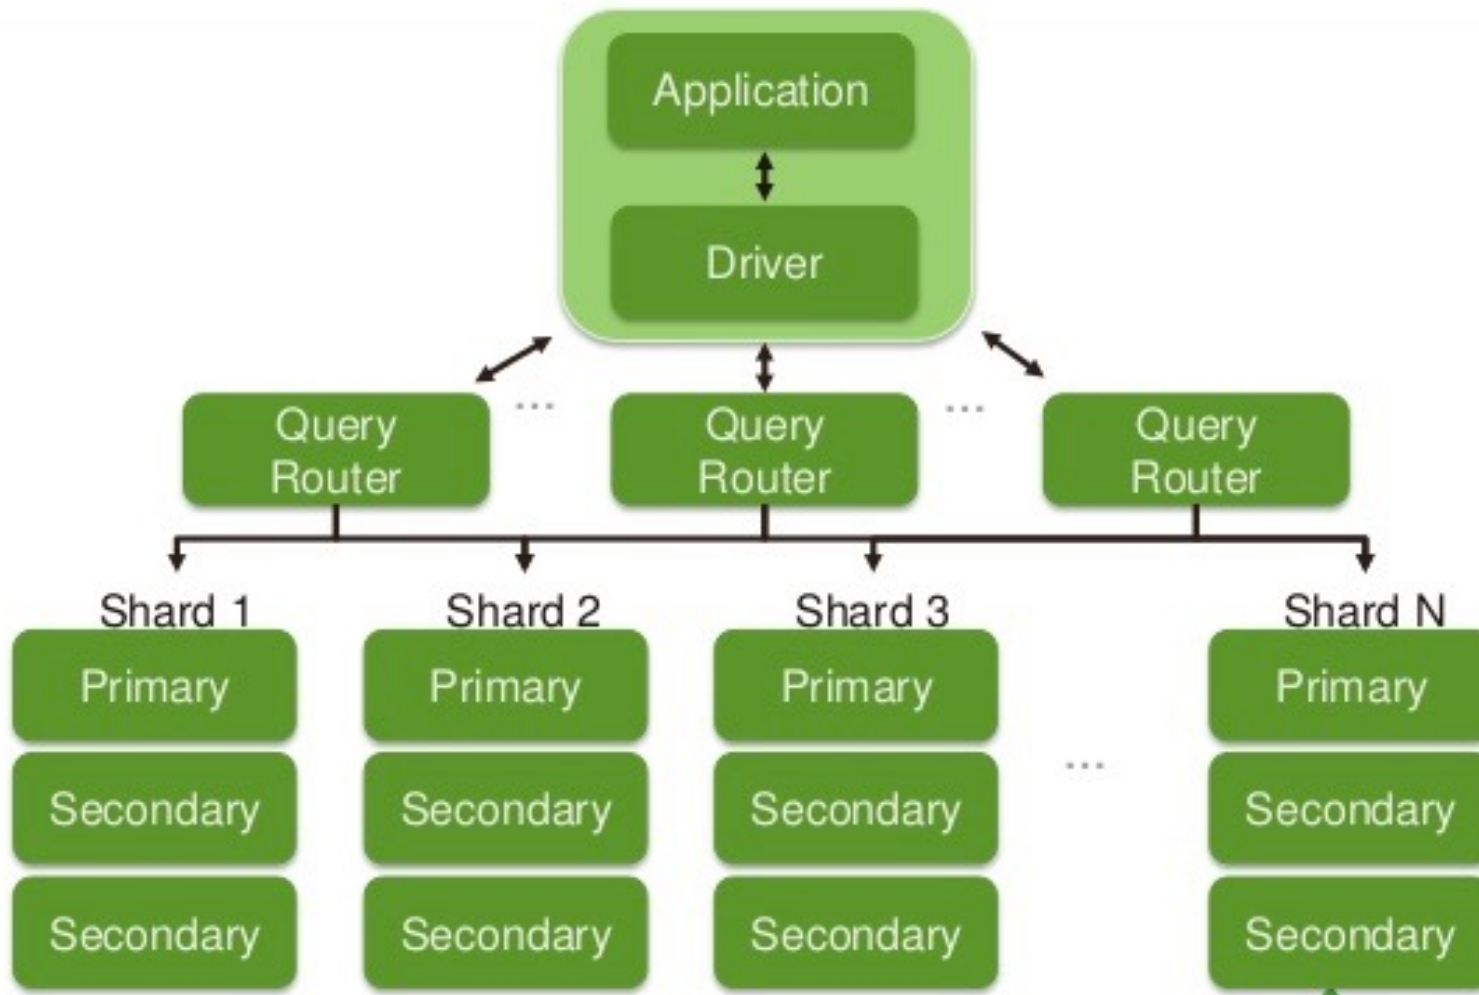 Application
Driver
...
...
Query
Router
Query
Router
Query
Router
Shard 1
Shard 2
Shard 3
Shard N
Primary
Primary
Primary
Primary
...
Secondary
Secondary
Secondary
Secondary
Secondary
Secondary
Secondary
Secondary